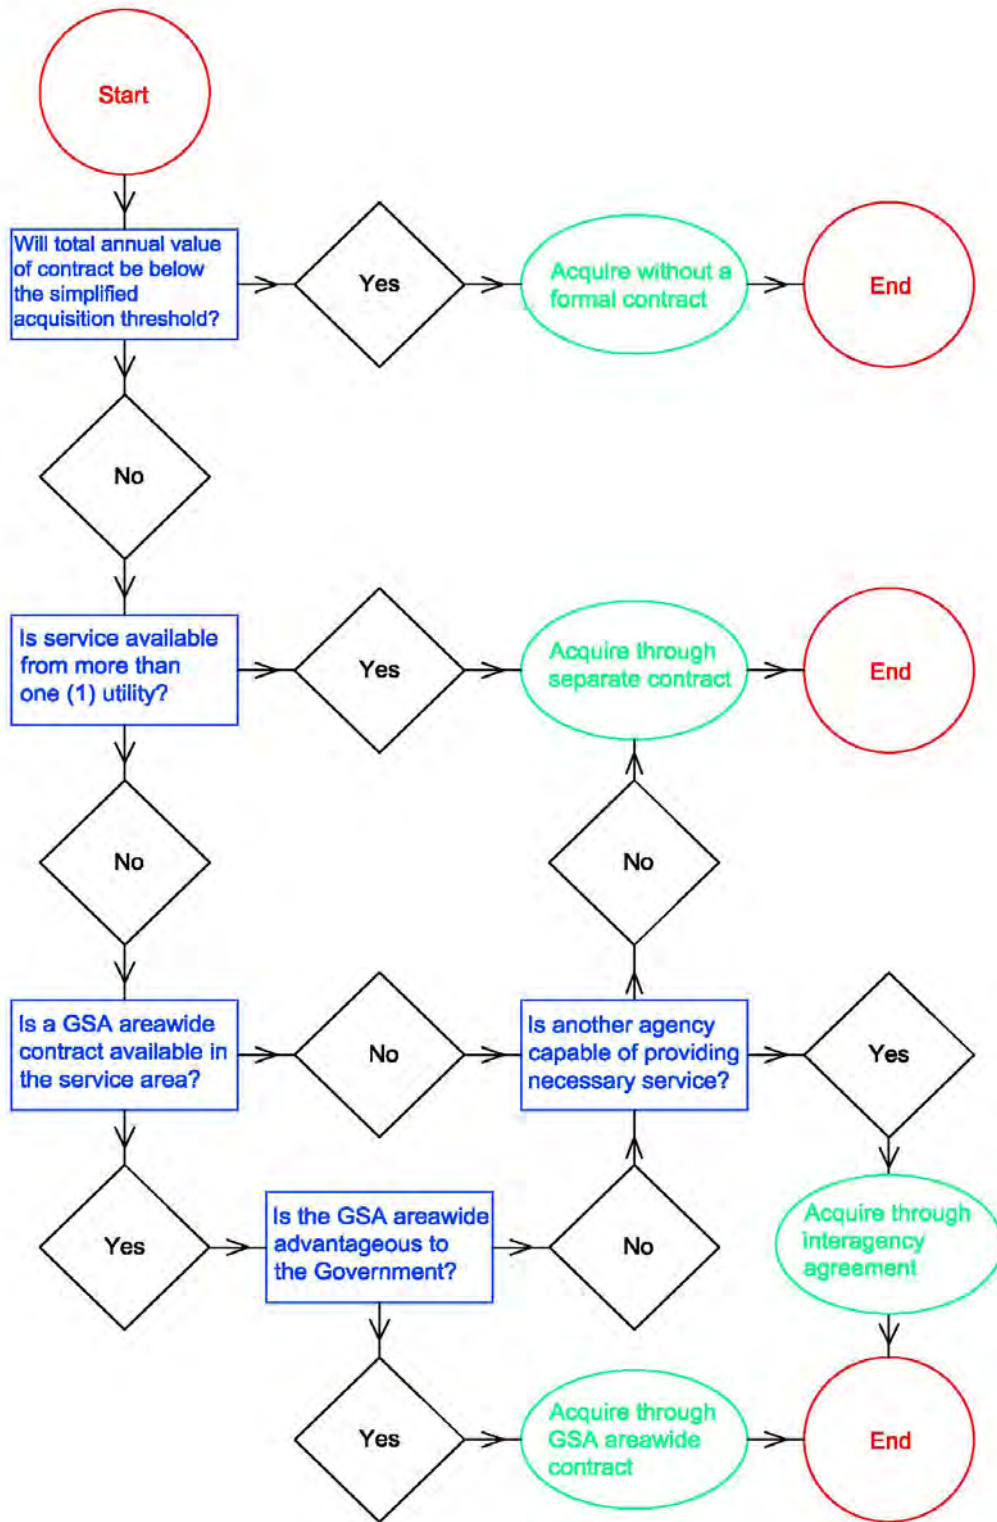 Start
Will total annual value
of contract be below
the simplified
acquisition threshold?
Yes
Acquire without a
formal contract
End
No
Is service available
from more than
one (1) utility?
Yes
Acquire through
separate contract
End
No
No
Is a GSA areawide
contract available in
the service area?
No
Is another agency
capable of providing
necessary service?
Yes
Yes
Is the GSA areawide
advantageous to
the Government?
No
Acquire through
interagency
agreement
Yes
Acquire through
GSA areawide
contract
End